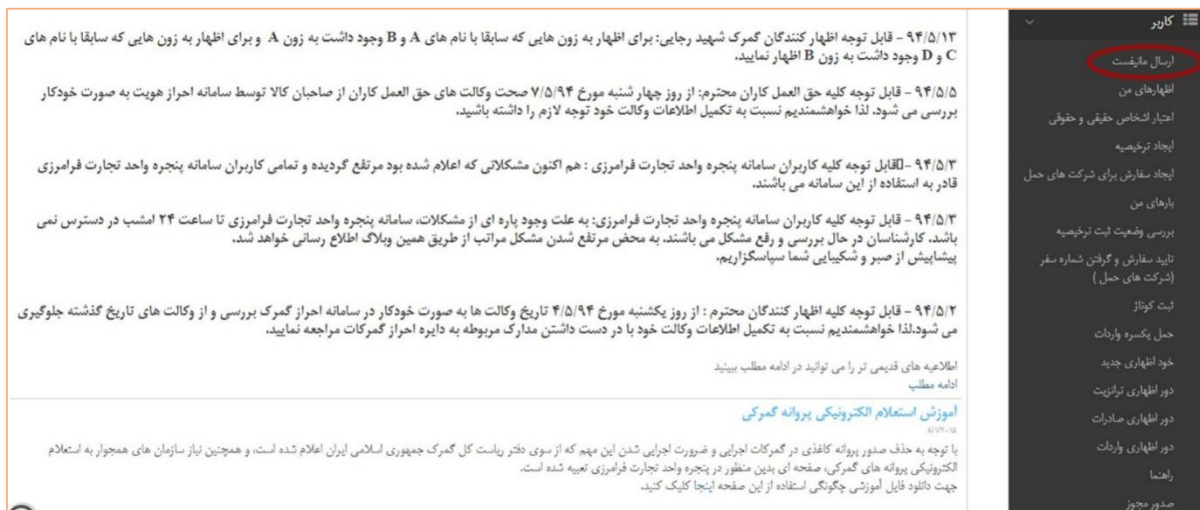 کاربر
ارسال مانیفست
اظهارهای من
اعتبار اشخاص حقیقی و حقوقی
ایجاد ترخیصیه
ایجاد سفارش برای شرکت های حمل
بارهای من
بررسی وضعیت ثبت ترخیصیه
تایید سفارش و گرفتن شماره سفر
(شرکت های حمل )
ثبت کوتاژ
حمل یکسره واردات
خود اظهاری جدید
دور اظهاری ترانزیت
دور اظهاری صادرات
دور اظهاری واردات
راهنما
صدور مجوز
۹۴/۵/۱۳ - قابل توجه اظهار کنندگان گمرک شهید رجایی: برای اظهار به زون هایی که سابقا با نام های A و B وجود داشت به زون A و برای اظهار به زون هایی که سابقا با نام های
C و D وجود داشت به زون B اظهار نمایید.
۹۴/۵/۵ - قابل توجه کلیه حق العمل کاران محترم: از روز چهار شنبه مورخ ۷/۵/۹۴ صحت وکالت های حق العمل کاران از صاحبان کالا توسط سامانه احراز هویت به صورت خودکار
بررسی می شود. لذا خواهشمندیم نسبت به تکمیل اطلاعات وکالت خود توجه لازم را داشته باشید.
۹۴/۵/۳ -قابل توجه کلیه کاربران سامانه پنجره واحد تجارت فرامرزی : هم اکنون مشکلاتی که اعلام شده بود مرتفع گردیده و تمامی کاربران سامانه پنجره واحد تجارت فرامرزی
قادر به استفاده از این سامانه می باشند.
۹۴/۵/۳ - قابل توجه کلیه کاربران سامانه پنجره واحد تجارت فرامرزی: به علت وجود پاره ای از مشکلات، سامانه پنجره واحد تجارت فرامرزی تا ساعت ۲۴ امشب در دسترس نمی
باشد. کارشناسان در حال بررسی و رفع مشکل می باشند. به محض مرتفع شدن مشکل مراتب از طریق همین وبلاگ اطلاع رسانی خواهد شد.
پیشاپیش از صبر و شکیبایی شما سپاسگزاریم.
۹۴/۵/۲ - قابل توجه کلیه اظهار کنندگان محترم : از روز یکشنبه مورخ ۴/۵/۹۴ تاریخ وکالت ها به صورت خودکار در سامانه احراز گمرک بررسی و از وکالت های تاریخ گذشته جلوگیری
می شود.لذا خواهشمندیم نسبت به تکمیل اطلاعات وکالت خود با در دست داشتن مدارک مربوطه به دایره احراز گمرکات مراجعه نمایید.
اطلاعیه های قدیمی تر را می توانید در ادامه مطلب ببینید
ادامه مطلب
آموزش استعلام الکترونیکی پروانه گمرکی
۸/۱/۲۰۱۵
با توجه به حذف صدور پروانه کاغذی در گمرکات اجرایی و ضرورت اجرایی شدن این مهم که از سوی دفتر ریاست کل گمرک جمهوری اسلامی ایران اعلام شده است، و همچنین نیاز سازمان های همجوار به استعلام
الکترونیکی پروانه های گمرکی، صفحه ای بدین منظور در پنجره واحد تجارت فرامرزی تعبیه شده است.
جهت دانلود فایل آموزشی چگونگی استفاده از این صفحه اینجا کلیک کنید.